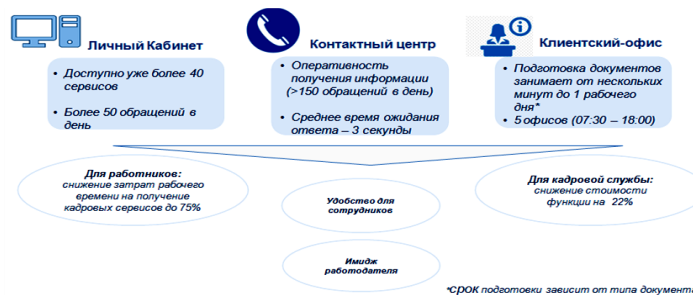 Личный Кабинет
• Доступно уже более 40
сервисов
• Более 50 обращений в
день
Контактный центр
• Оперативность
получения информации
(>150 обращений в день)
• Среднее время ожидания
ответа – 3 секунды
Клиентский-офис
• Подготовка документов
занимает от нескольких
минут до 1 рабочего
дня*
• 5 офисов (07:30 – 18:00)
Для работников:
снижение затрат рабочего
времени на получение
кадровых сервисов до 75%
Удобство для
сотрудников
Для кадровой службы:
снижение стоимости
функции на 22%
Имидж
работодателя
*СРОК подготовки зависит от типа документа